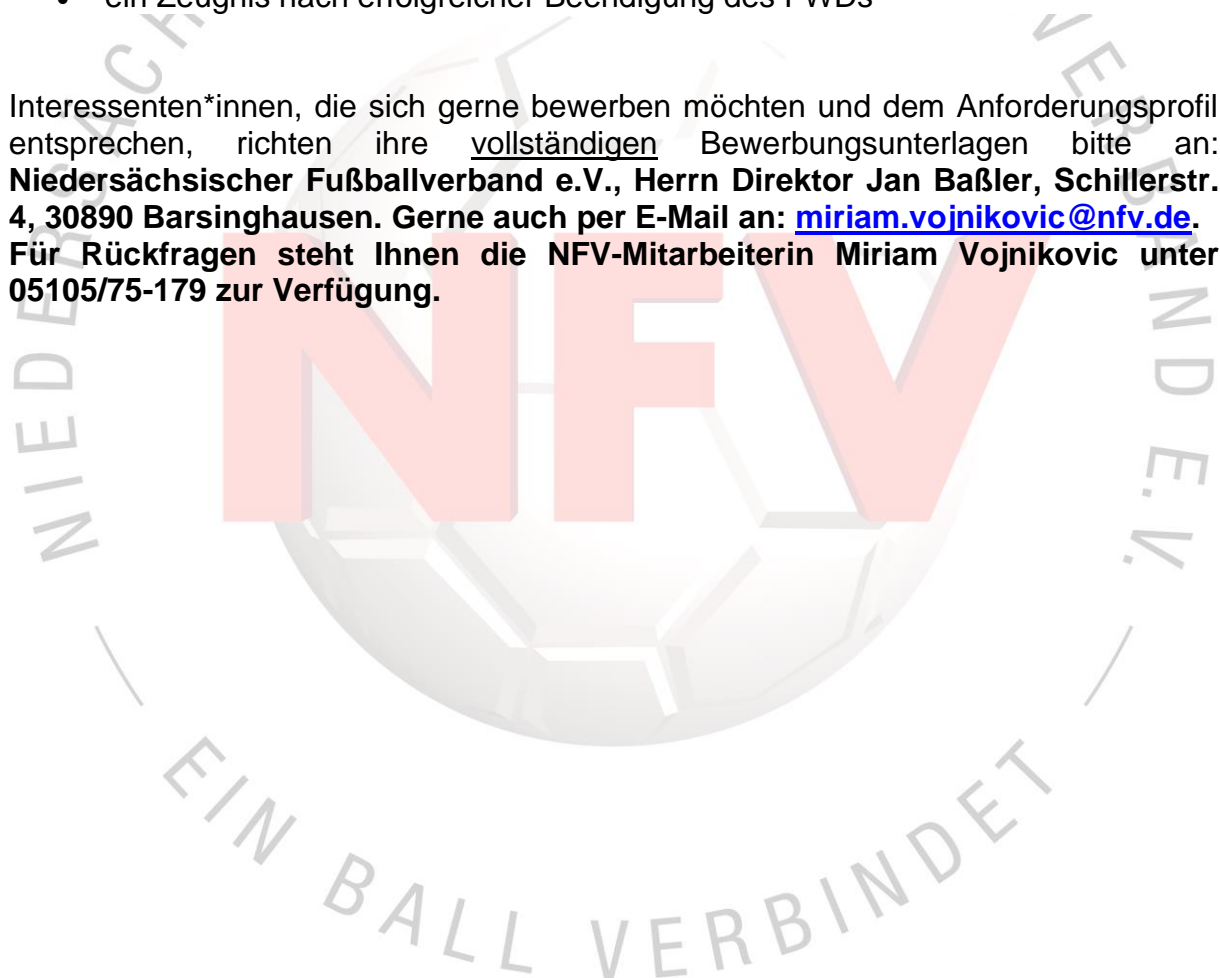 • ein Zeugnis nach erfolgreicher Beendigung des FWDs
Interessenten*innen, die sich gerne bewerben möchten und dem Anforderungsprofil
entsprechen, richten ihre vollständigen Bewerbungsunterlagen bitte an:
Niedersächsischer Fußballverband e.V., Herrn Direktor Jan Baßler, Schillerstr.
4, 30890 Barsinghausen. Gerne auch per E-Mail an: miriam.vojnikovic@nfv.de.
Für Rückfragen steht Ihnen die NFV-Mitarbeiterin Miriam Vojnikovic unter
05105/75-179 zur Verfügung.
NFV
NIEDERSÄCH
VERBAND E.V.
EIN BALL VERBINDET